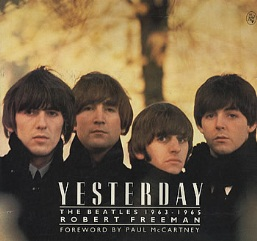 YESTERDAY
THE BEATLES 1963-1965
ROBERT FREEMAN
FOREWORD BY PAUL McCARTNEY